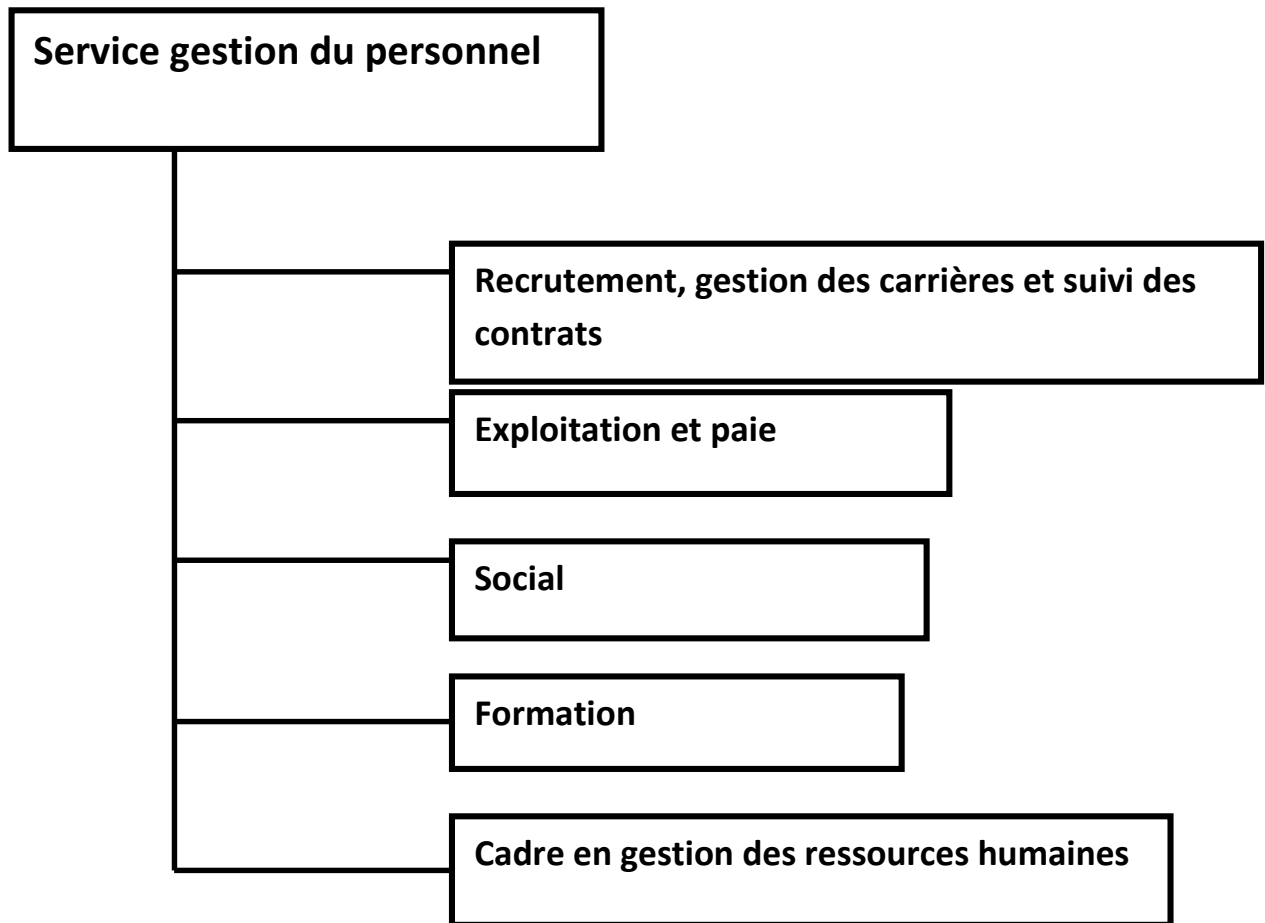 Service gestion du personnel
Recrutement, gestion des carrières et suivi des
contrats
Exploitation et paie
Social
Formation
Cadre en gestion des ressources humaines